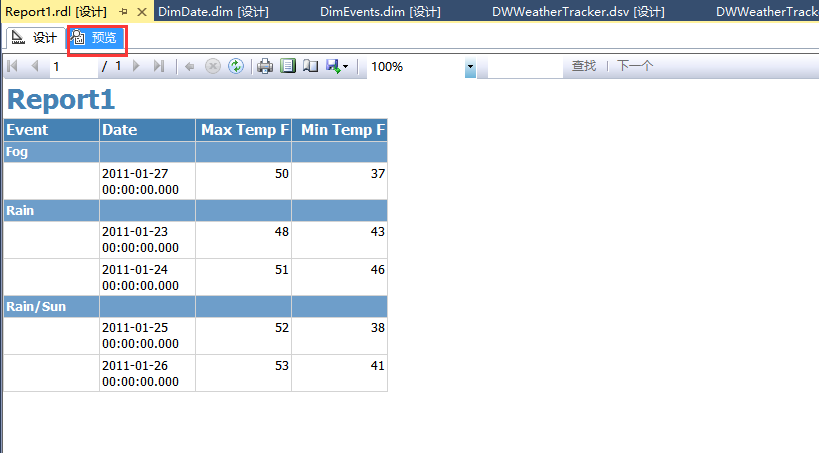 Report1.rdl [设计] DimDate.dim [设计] DimEvents.dim [设计] DWWeatherTracker.dsv [设计] DWWeatherTracke
设计 预览
1 / 1 100% 查找 下一个
Report1
Event Date Max Temp F Min Temp F
Fog
2011-01-27 50 37
00:00:00.000
Rain
2011-01-23 48 43
00:00:00.000
2011-01-24 51 46
00:00:00.000
Rain/Sun
2011-01-25 52 38
00:00:00.000
2011-01-26 53 41
00:00:00.000